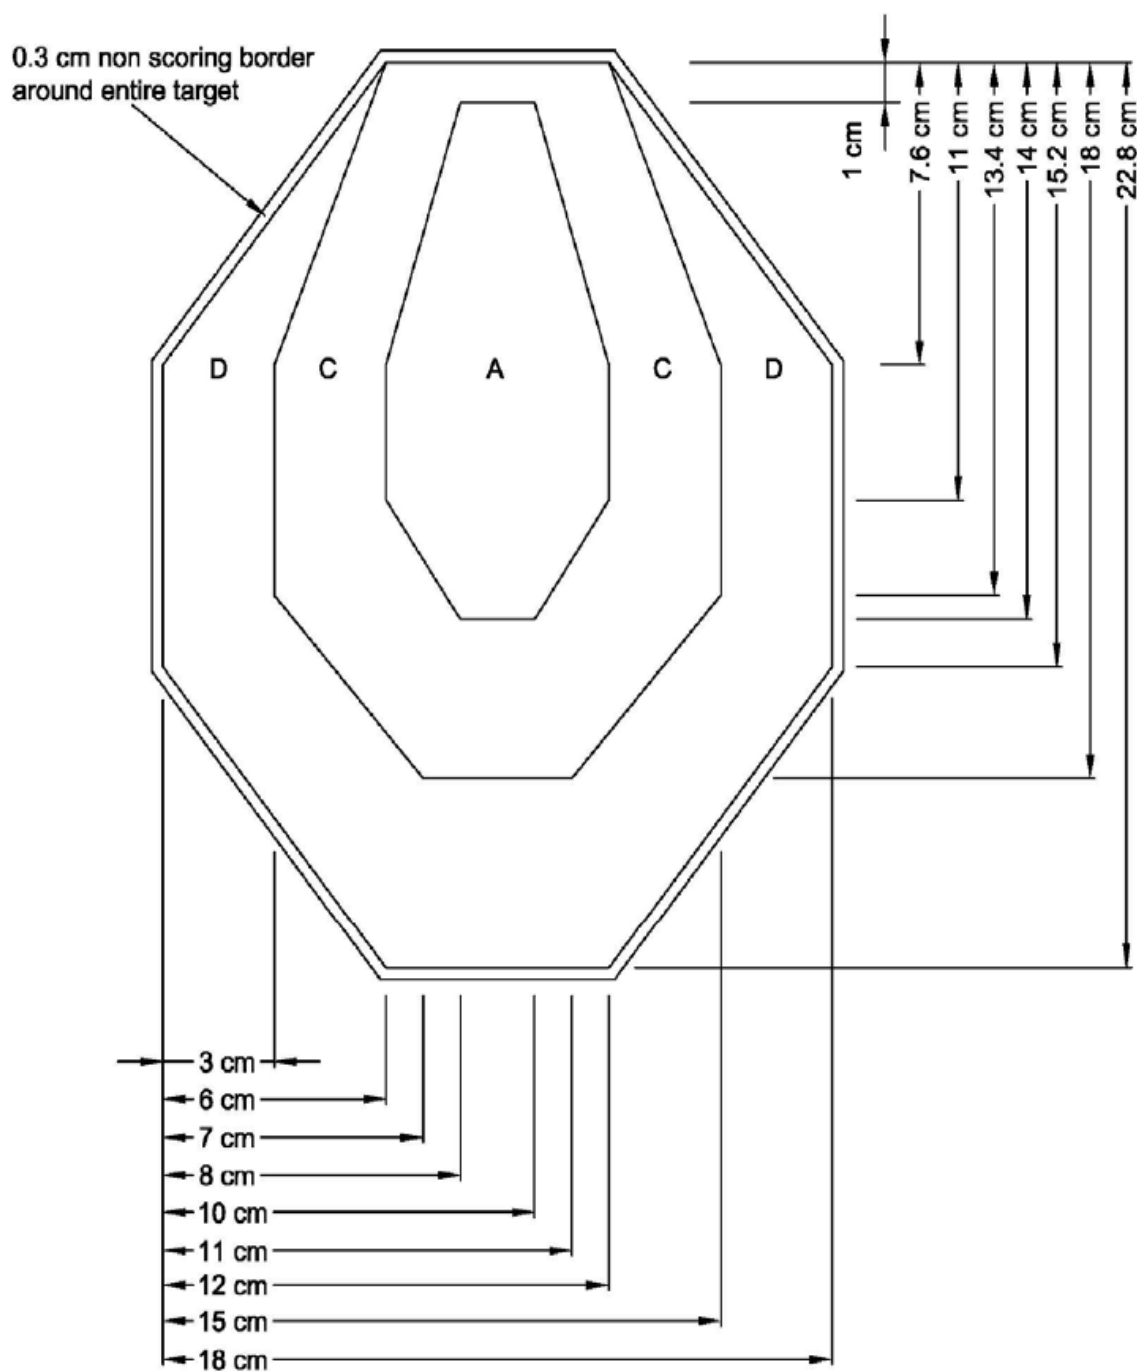 0.3 cm non scoring border
around entire target
1 cm
7.6 cm
11 cm
13.4 cm
14 cm
15.2 cm
18 cm
22.8 cm
D
C
A
C
D
3 cm
6 cm
7 cm
8 cm
10 cm
11 cm
12 cm
15 cm
18 cm